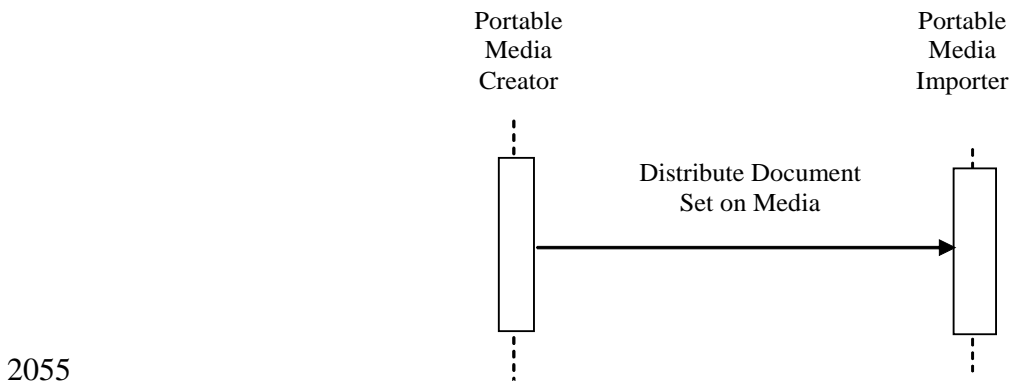 Portable
Media
Creator
Portable
Media
Importer
Distribute Document
Set on Media
2055